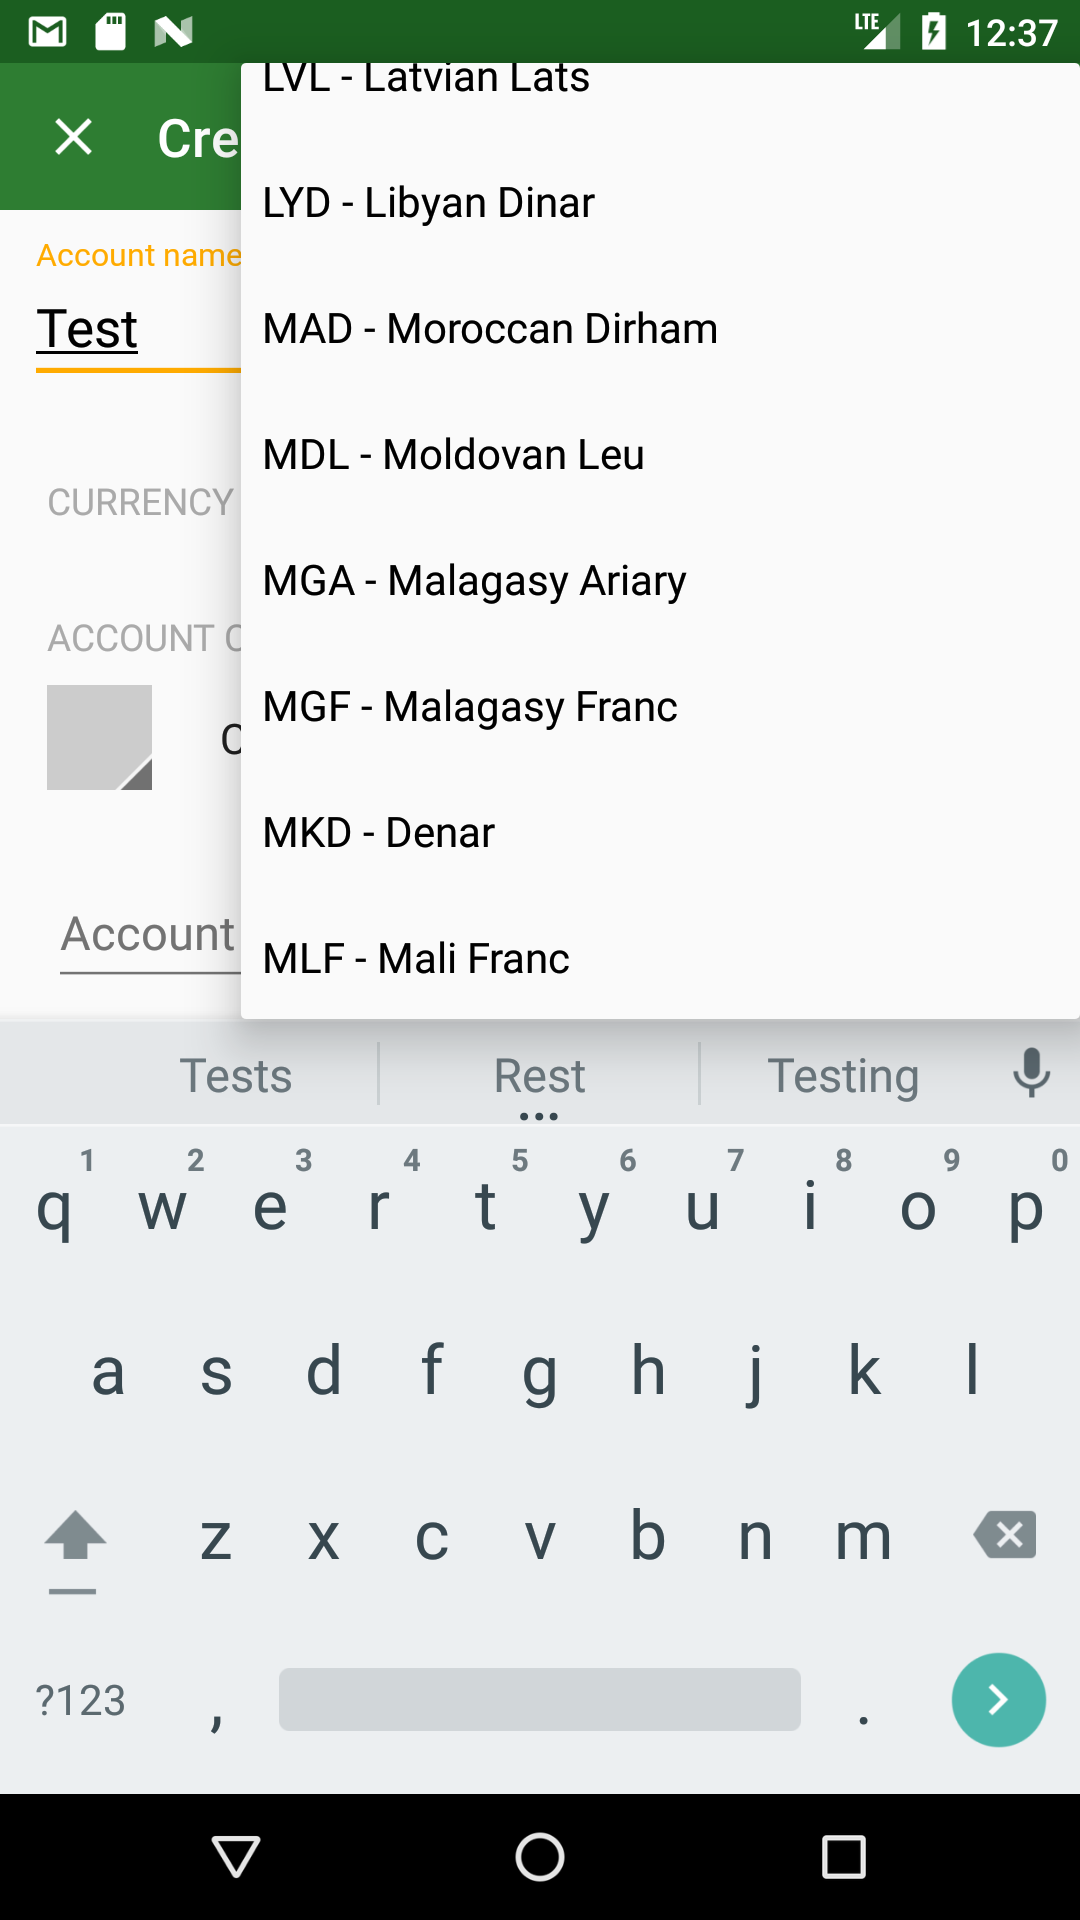 LTE 12:37
Cre
LVL - Latvian Lats
LYD - Libyan Dinar
Account name
Test
MAD - Moroccan Dirham
MDL - Moldovan Leu
CURRENCY
MGA - Malagasy Ariary
ACCOUNT C
MGF - Malagasy Franc
MKD - Denar
Account
MLF - Mali Franc
Tests Rest Testing
1 2 3 4 5 6 7 8 9 0
q w e r t y u i o p
a s d f g h j k l
z x c v b n m
?123 , .